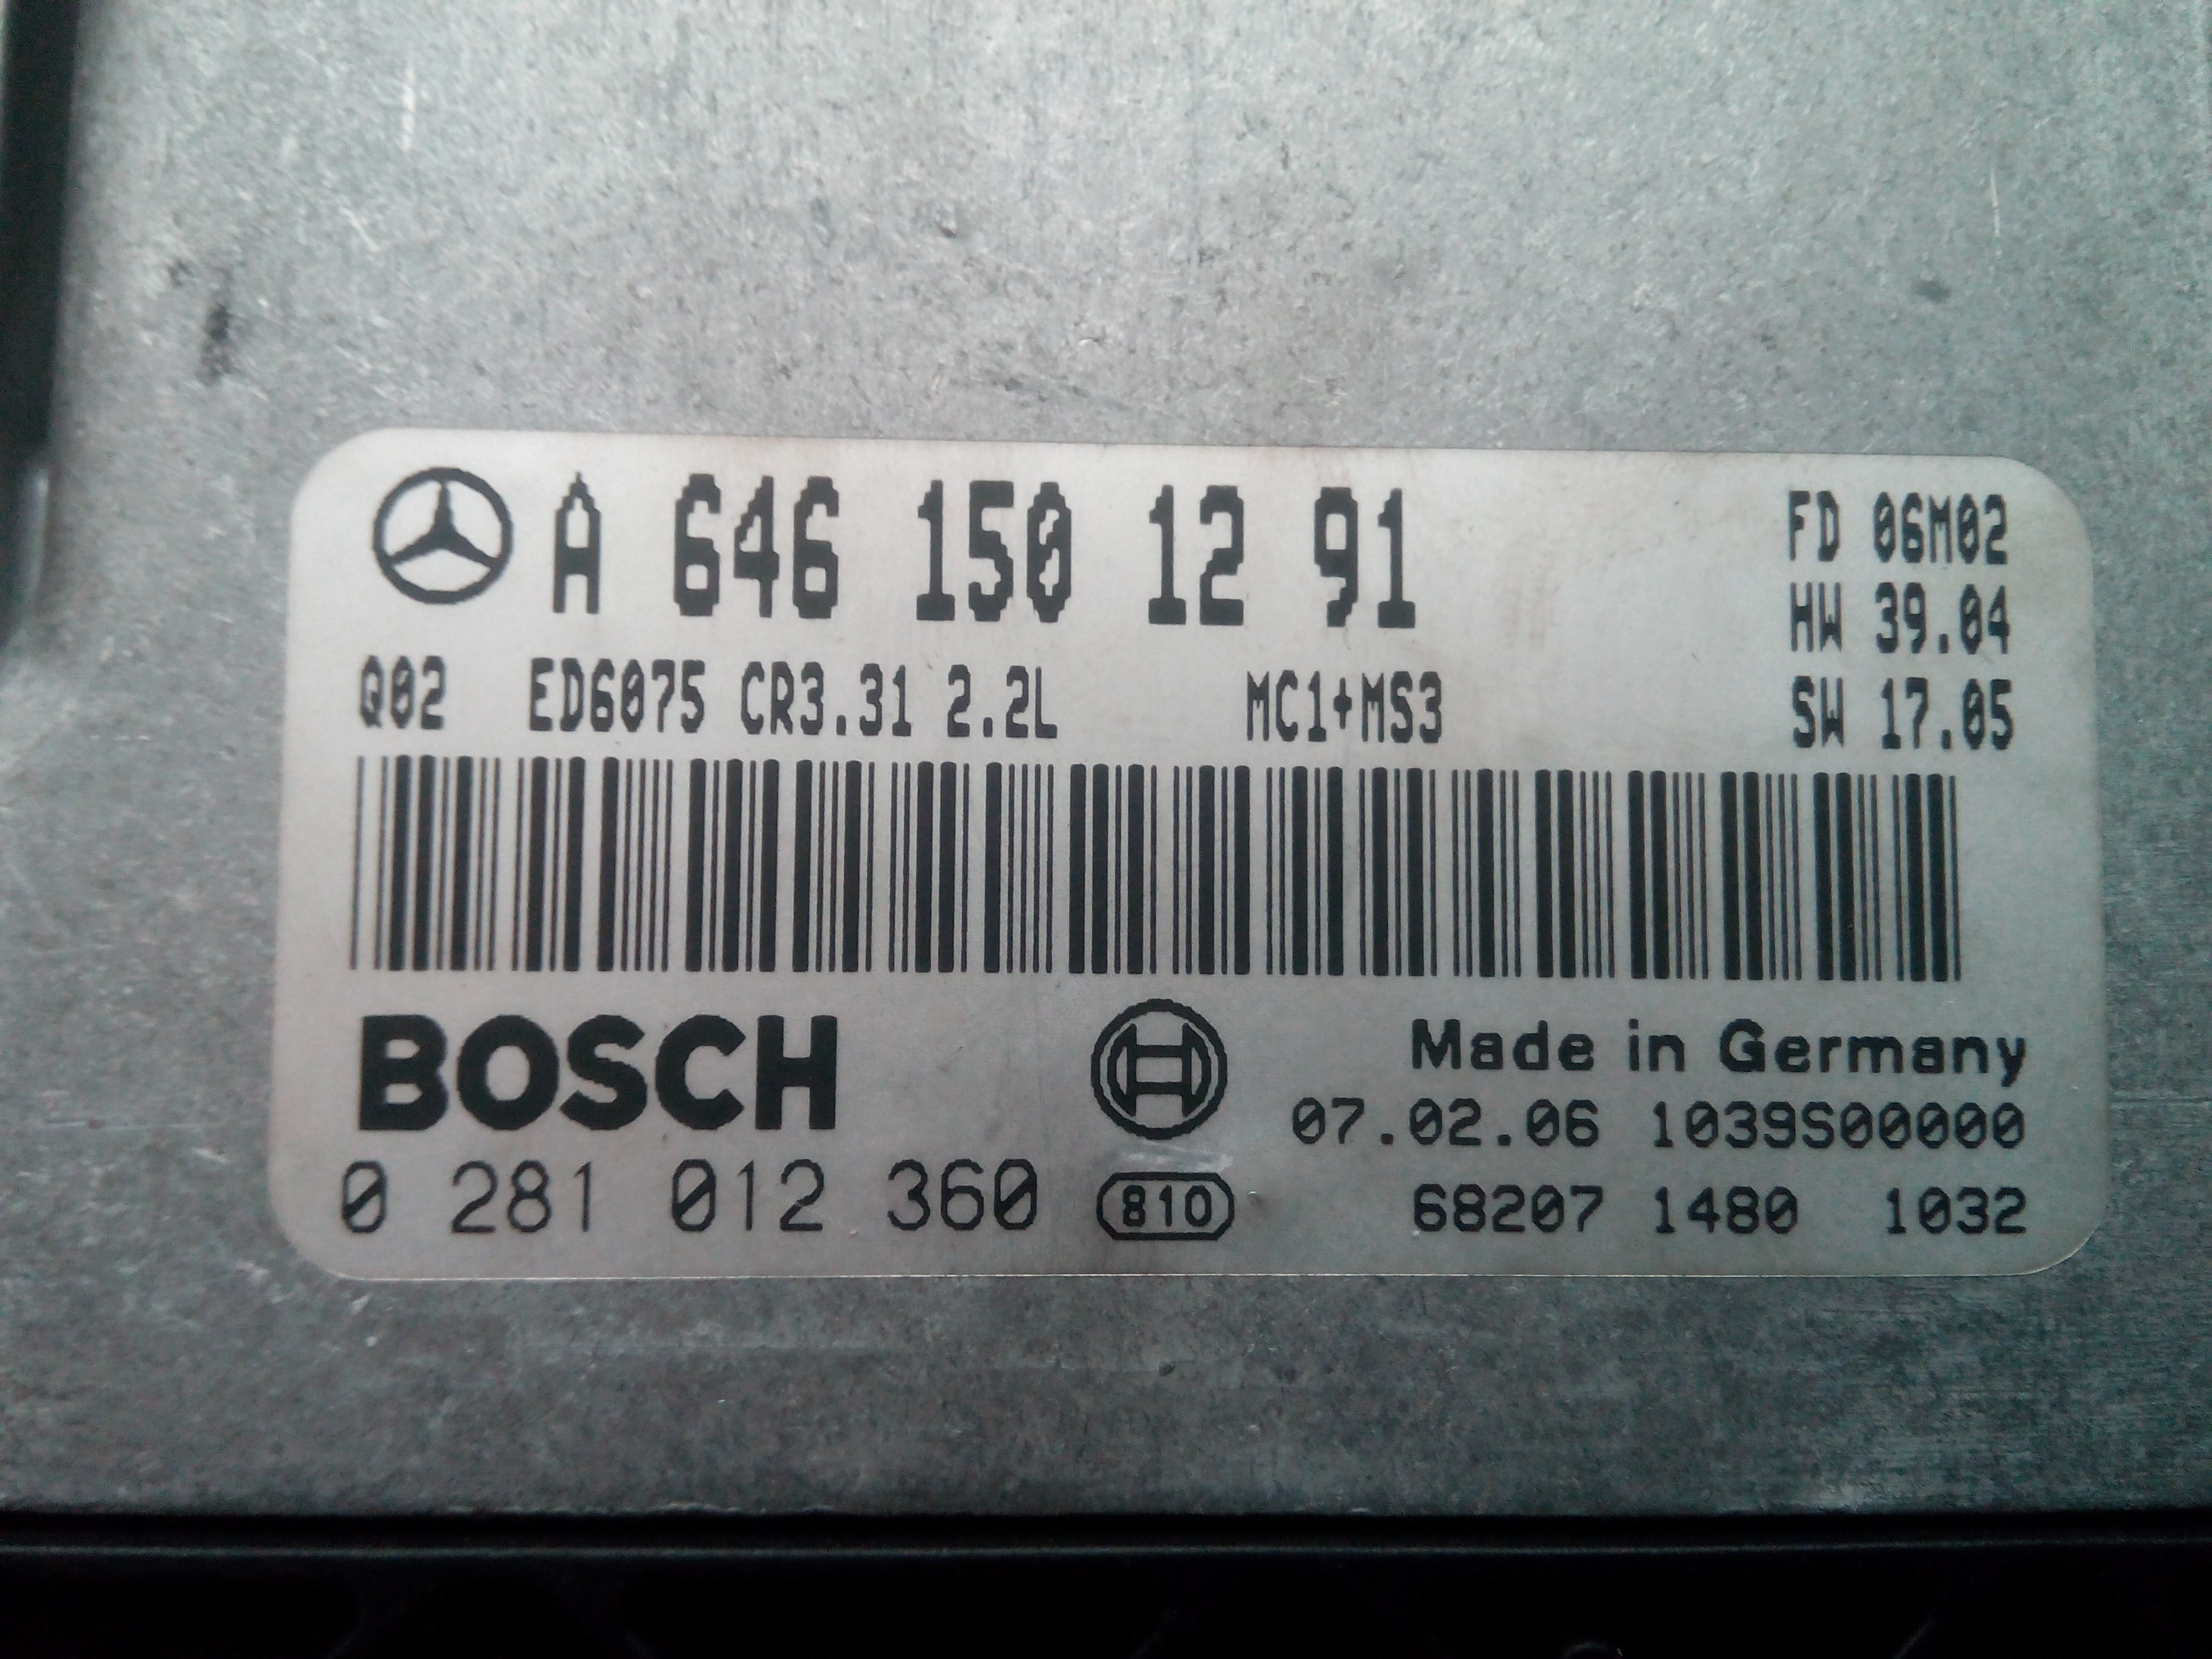 A 646 150 12 91
FD 06M02
HW 39.04
Q02 ED6075 CR3.31 2.2L MC1+MS3
SW 17.05
BOSCH
Made in Germany
07.02.06 1039S00000
0 281 012 360
810
68207 1480 1032